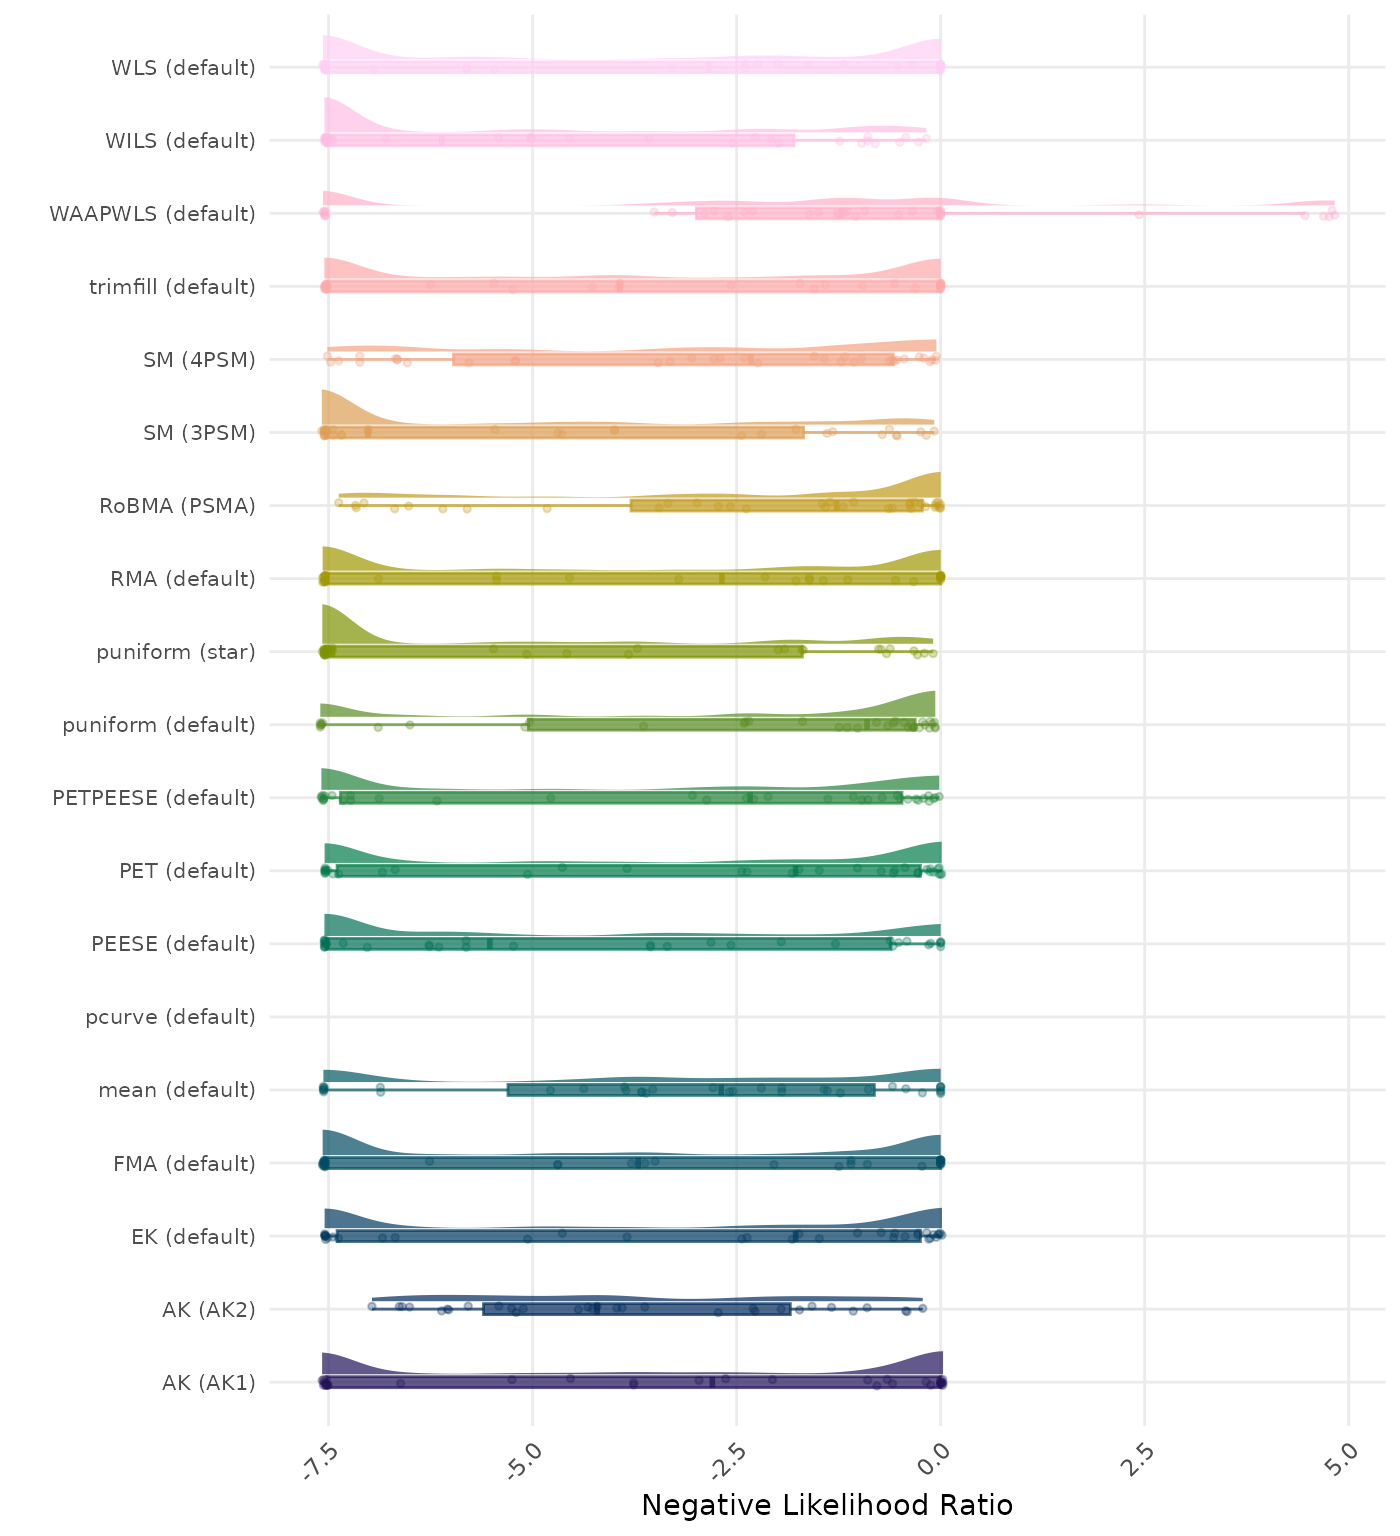 WLS (default)
WILS (default)
WAAPWLS (default)
trimfill (default)
SM (4PSM)
SM (3PSM)
RoBMA (PSMA)
RMA (default)
puniform (star)
puniform (default)
PETPEESE (default)
PET (default)
PEESE (default)
pcurve (default)
mean (default)
FMA (default)
EK (default)
AK (AK2)
AK (AK1)
-7.5 -5.0 -2.5 0.0 2.5 5.0
Negative Likelihood Ratio